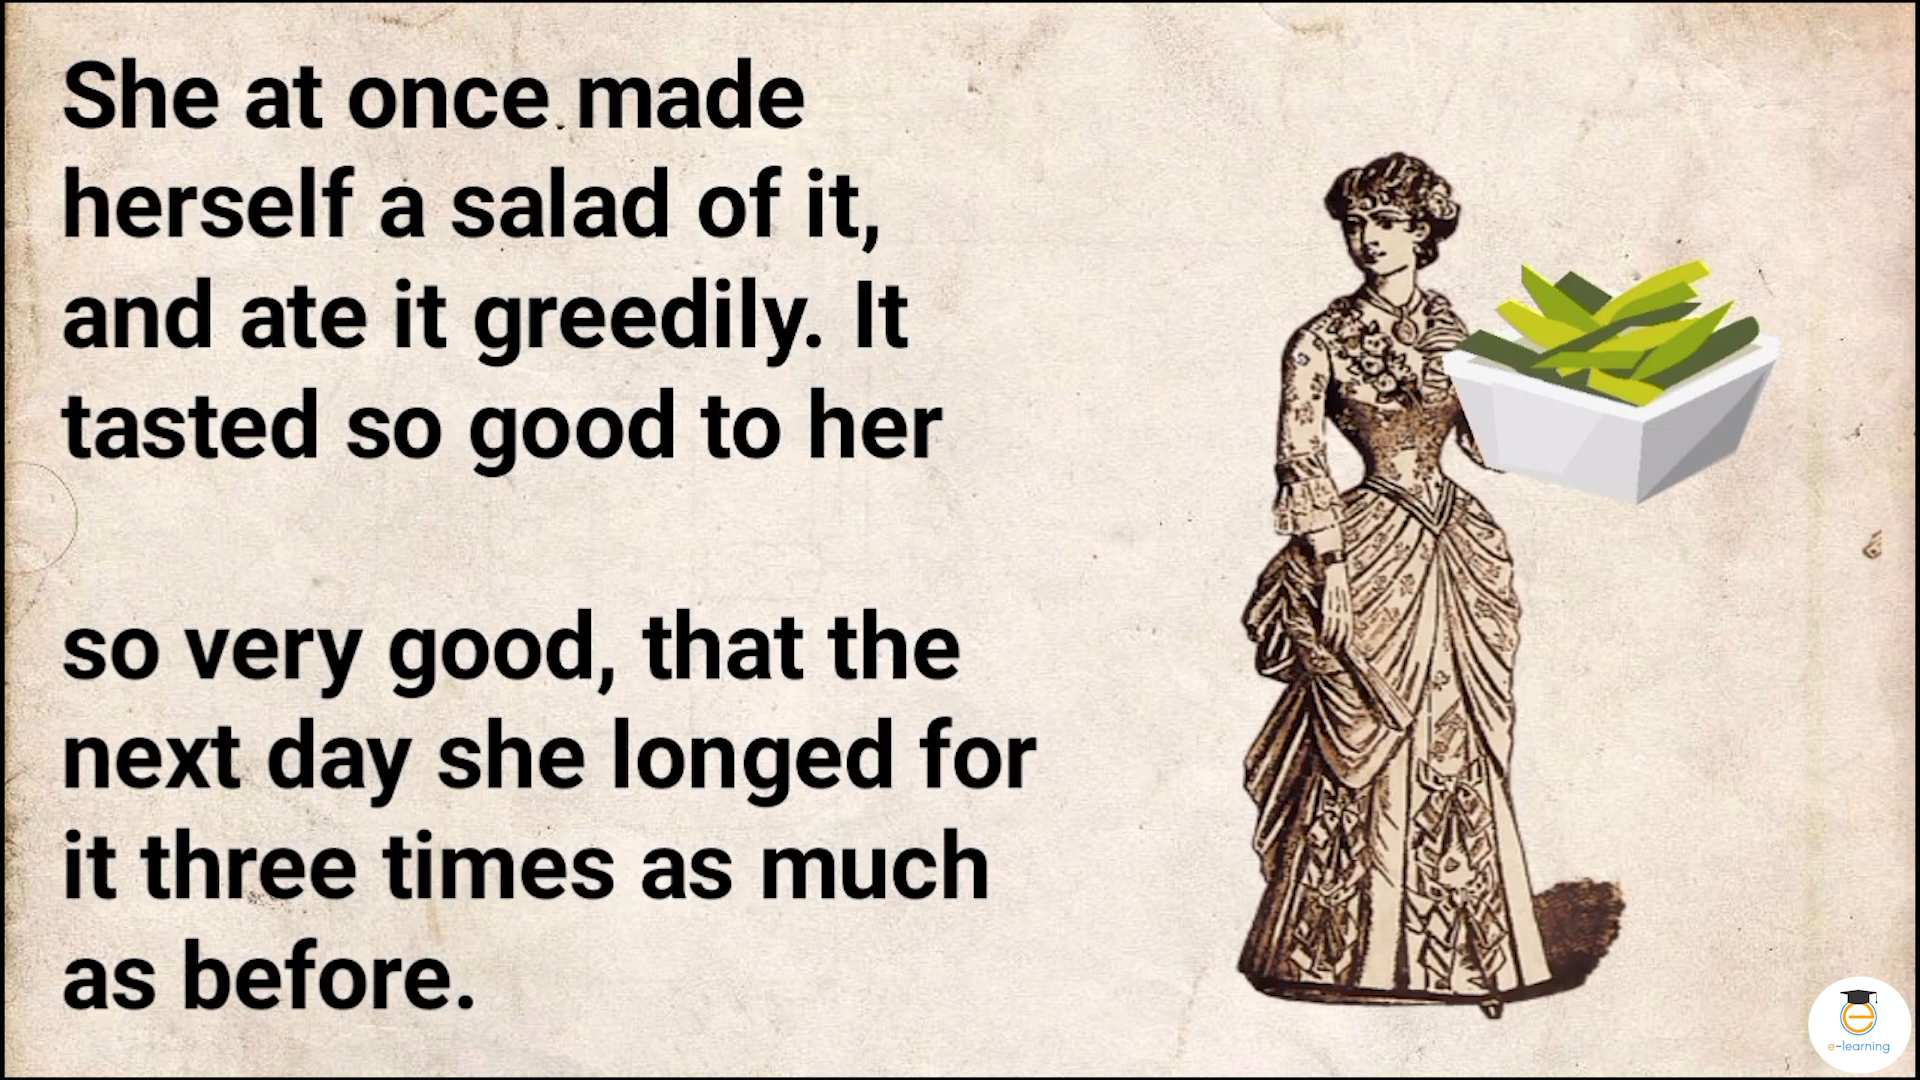 She at once made
herself a salad of it,
and ate it greedily. It
tasted so good to her
so very good, that the
next day she longed for
it three times as much
as before.
e-learning